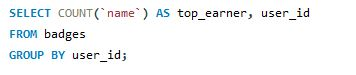 SELECT COUNT(`name`) AS top_earner, user_id
FROM badges
GROUP BY user_id;